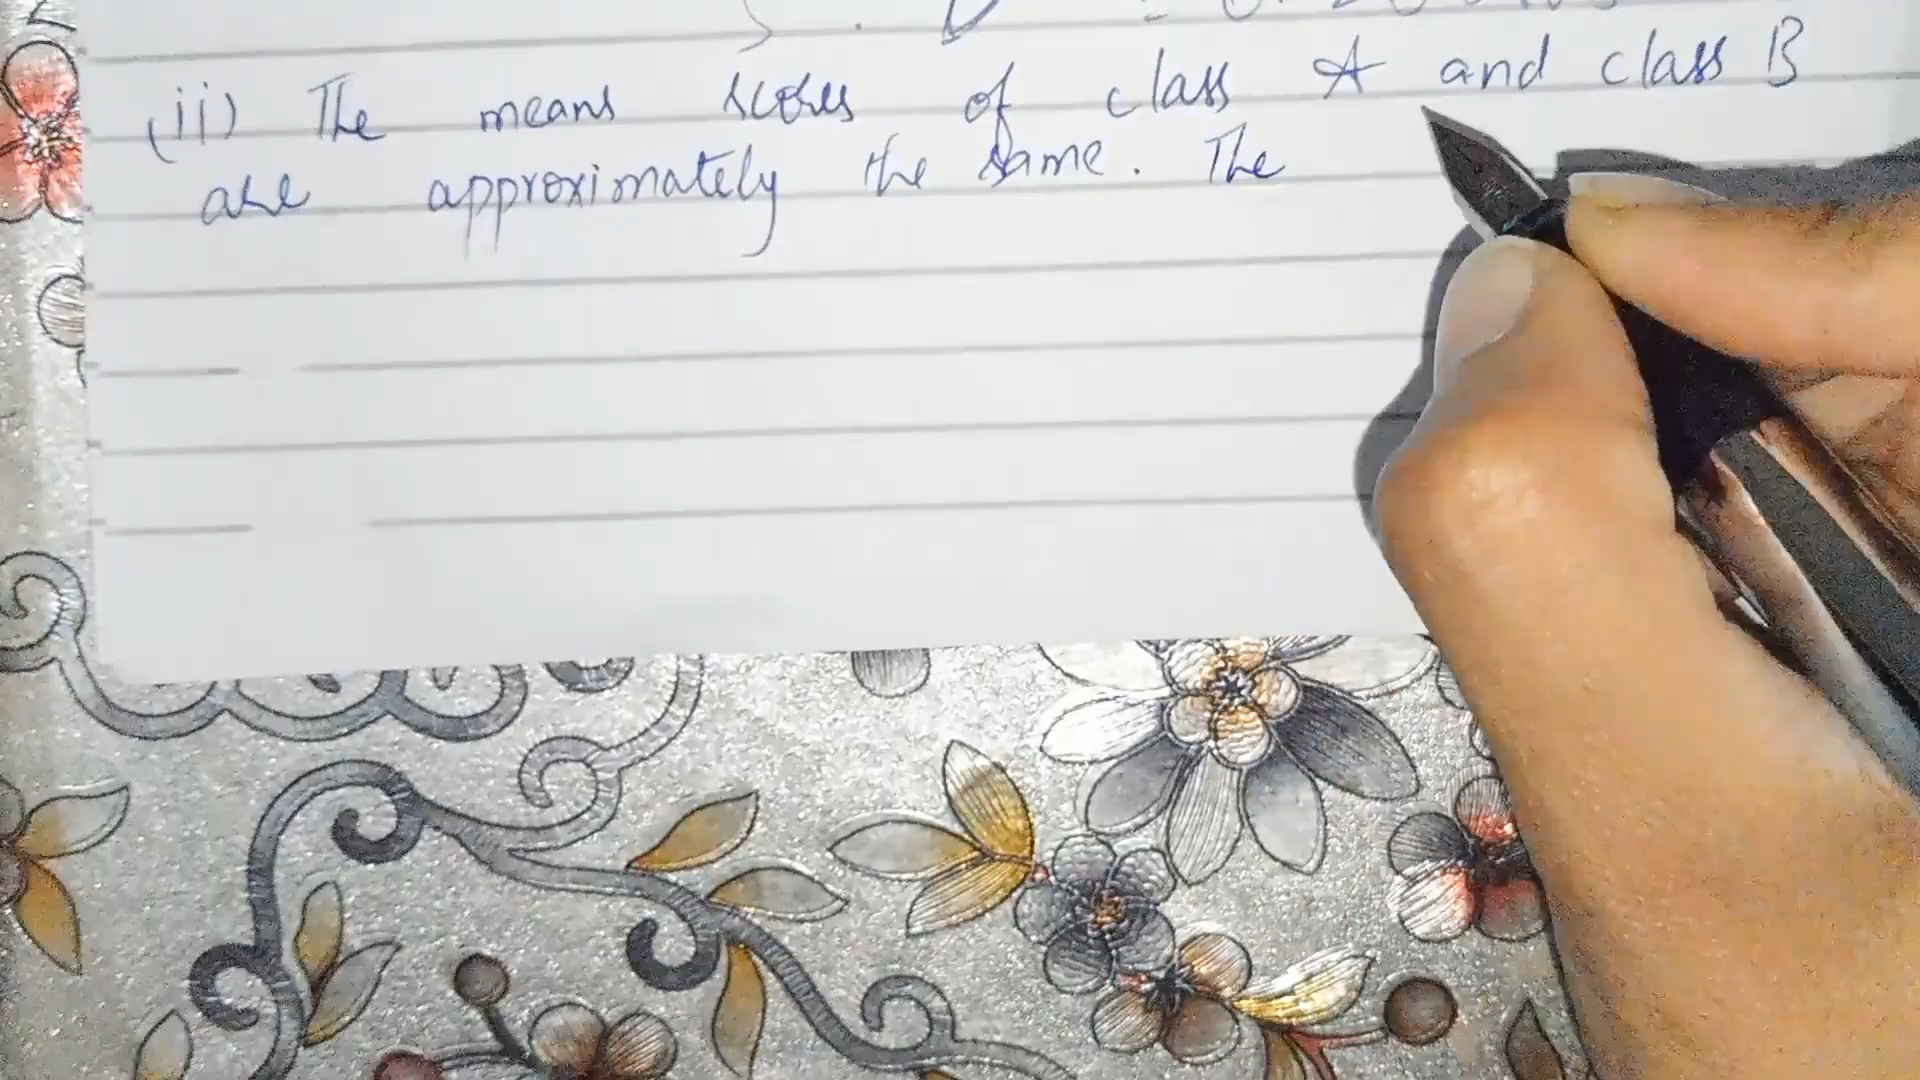 (ii) The means scores of class A and class B
are approximately the same. The